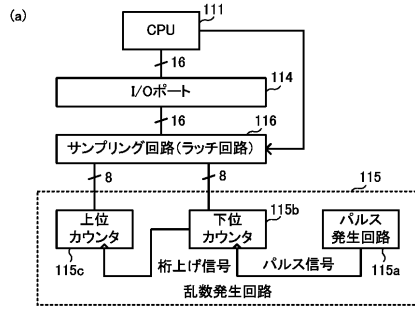 (a)
111
CPU
16
114
I/Oポート
16
116
サンプリング回路(ラッチ回路)
8
8
115
上位
カウンタ
下位
カウンタ
115b
パルス
発生回路
115c
桁上げ信号
パルス信号
115a
乱数発生回路